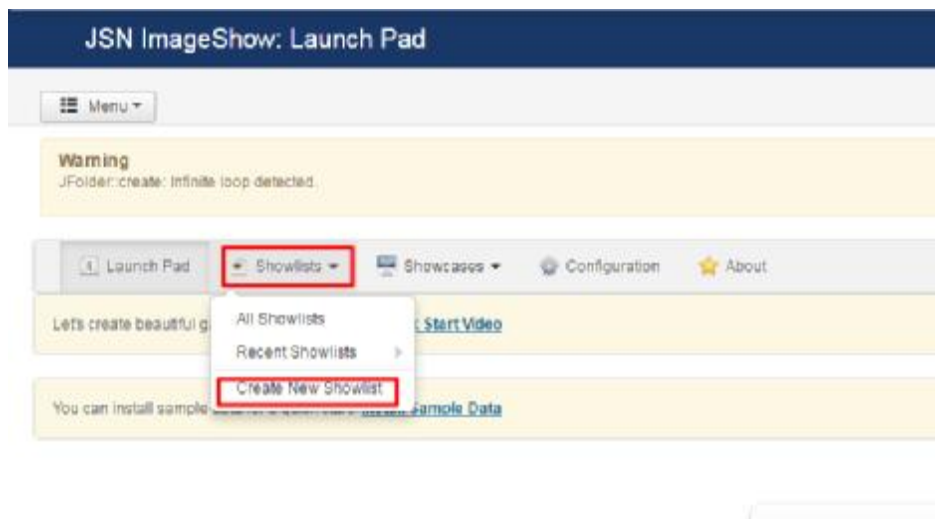 JSN ImageShow: Launch Pad
Menu
Warning
JFolder::create: Infinite loop detected.
Launch Pad
Showlists
Showcases
Configuration
About
Let's create beautiful g
Start Video
All Showlists
Recent Showlists
Create New Showlist
You can install sample
Sample Data